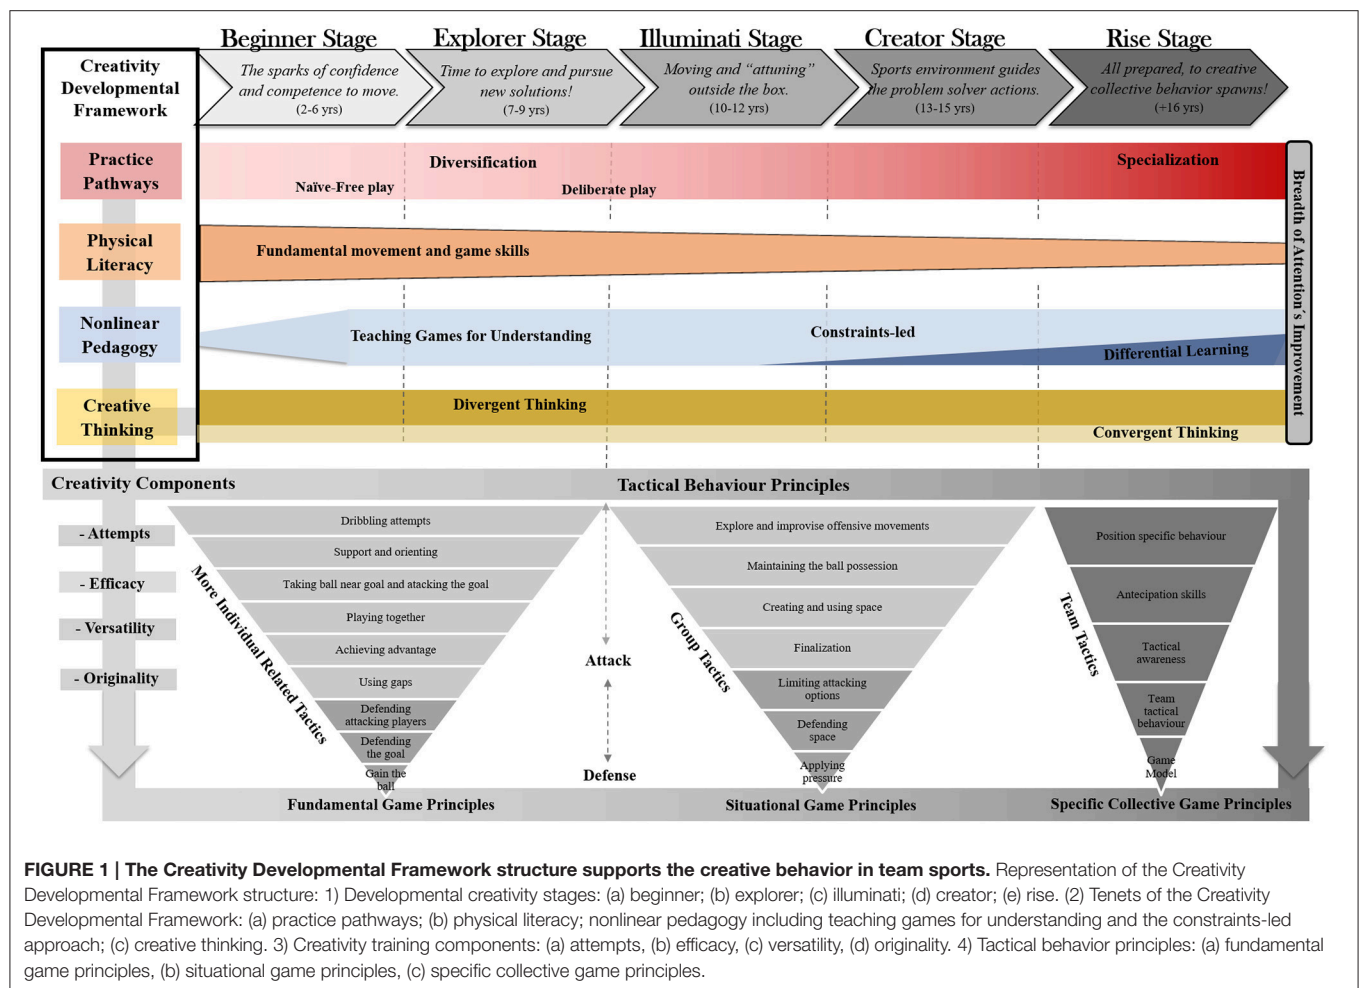 Beginner Stage
Explorer Stage
Illuminati Stage
Creator Stage
Rise Stage
Creativity
Developmental
Framework
The sparks of confidence
and competence to move.
(2-6 yrs)
Time to explore and pursue
new solutions!
(7-9 yrs)
Moving and “attuning”
outside the box.
(10-12 yrs)
Sports environment guides
the problem solver actions.
(13-15 yrs)
All prepared, to creative
collective behavior spawns!
(+16 yrs)
Practice
Pathways
Diversification
Specialization
Naïve-Free play
Deliberate play
Physical
Literacy
Fundamental movement and game skills
Nonlinear
Pedagogy
Teaching Games for Understanding
Constraints-led
Differential Learning
Creative
Thinking
Divergent Thinking
Convergent Thinking
Breadth of Attention´s Improvement
Creativity Components
Tactical Behaviour Principles
- Attempts
- Efficacy
- Versatility
- Originality
More Individual Related Tactics
Dribbling attempts
Support and orienting
Taking ball near goal and atacking the goal
Playing together
Achieving advantage
Using gaps
Defending
attacking players
Defending
the goal
Gain the
ball
Attack
Defense
Group Tactics
Explore and improvise offensive movements
Maintaining the ball possession
Creating and using space
Finalization
Limiting attacking
options
Defending
space
Applying
pressure
Team Tactics
Position specific behaviour
Antecipation skills
Tactical
awareness
Team
tactical
behaviour
Game
Model
Fundamental Game Principles
Situational Game Principles
Specific Collective Game Principles
FIGURE 1 | The Creativity Developmental Framework structure supports the creative behavior in team sports. Representation of the Creativity
Developmental Framework structure: 1) Developmental creativity stages: (a) beginner; (b) explorer; (c) illuminati; (d) creator; (e) rise. (2) Tenets of the Creativity
Developmental Framework: (a) practice pathways; (b) physical literacy; nonlinear pedagogy including teaching games for understanding and the constraints-led
approach; (c) creative thinking. 3) Creativity training components: (a) attempts, (b) efficacy, (c) versatility, (d) originality. 4) Tactical behavior principles: (a) fundamental
game principles, (b) situational game principles, (c) specific collective game principles.